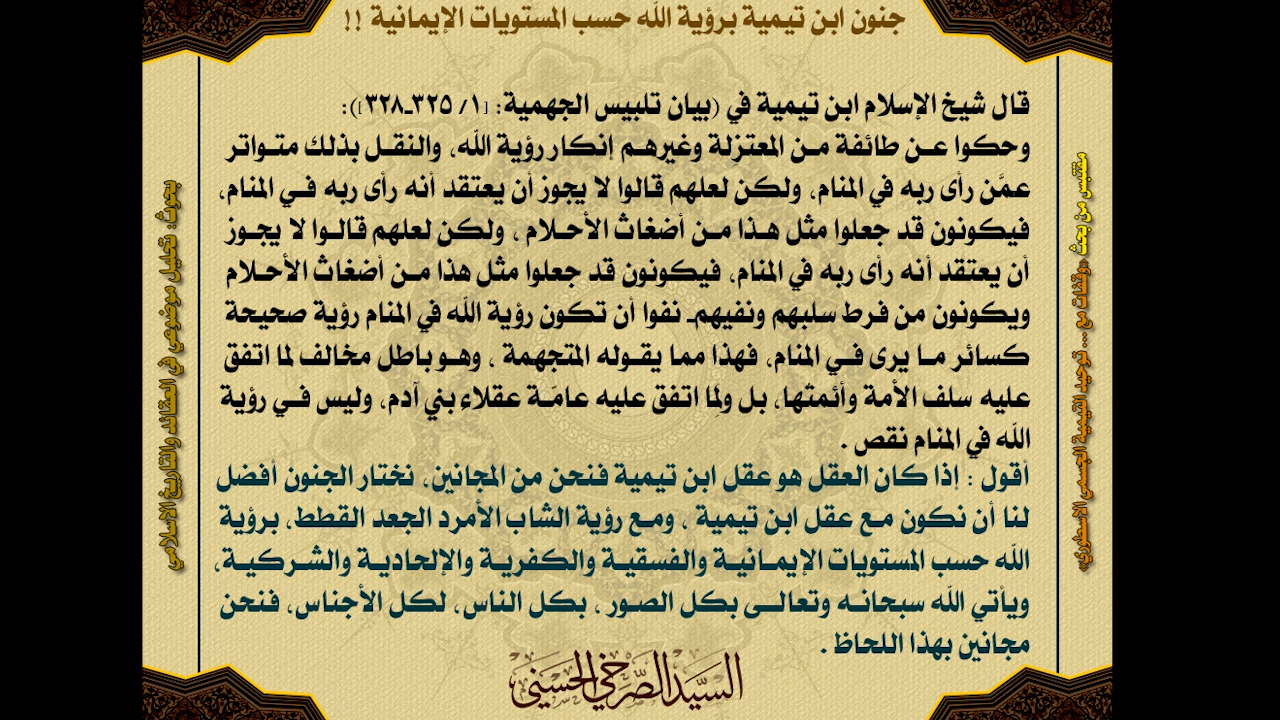 جنون ابن تيمية برؤية الله حسب المستويات الإيمانية !!
قال شيخ الإسلام ابن تيمية في (بيان تلبيس الجهمية: [١/ ٣٢٥ـ٣٢٨]):
وحكوا عن طائفة من المعتزلة وغيرهم إنكار رؤية الله، والنقل بذلك متواتر
عمَّن رأى ربه في المنام، ولكن لعلهم قالوا لا يجوز أن يعتقد أنه رأى ربه في المنام،
فيكونون قد جعلوا مثل هذا من أضغاث الأحلام ، ولكن لعلهم قالوا لا يجوز
أن يعتقد أنه رأى ربه في المنام، فيكونون قد جعلوا مثل هذا من أضغاث الأحلام
ويكونون من فرط سلبهم ونفيهم نفوا أن تكون رؤية الله في المنام رؤية صحيحة
كسائر ما يرى في المنام، فهذا مما يقوله المتجهمة ، وهو باطل مخالف لما اتفق
عليه سلف الأمة وأئمتها، بل ولِما اتفق عليه عامّة عقلاء بني آدم، وليس في رؤية
الله في المنام نقص .
أقول : إذا كان العقل هو عقل ابن تيمية فنحن من المجانين، نختار الجنون أفضل
لنا أن نكون مع عقل ابن تيمية ، ومع رؤية الشاب الأمرد الجعد القطط، برؤية
الله حسب المستويات الإيمانية والفسقية والكفرية والإلحادية والشركية،
ويأتي الله سبحانه وتعالى بكل الصور ، بكل الناس، لكل الأجناس، فنحن
مجانين بهذا اللحاظ .
السيد الصرخي الحسني
مقتبس من بحث «وقفات مع... توحيد التيمية الجسمي الأسطوري»
بحوث: تحليل موضوعي في العقائد والتاريخ الإسلامي